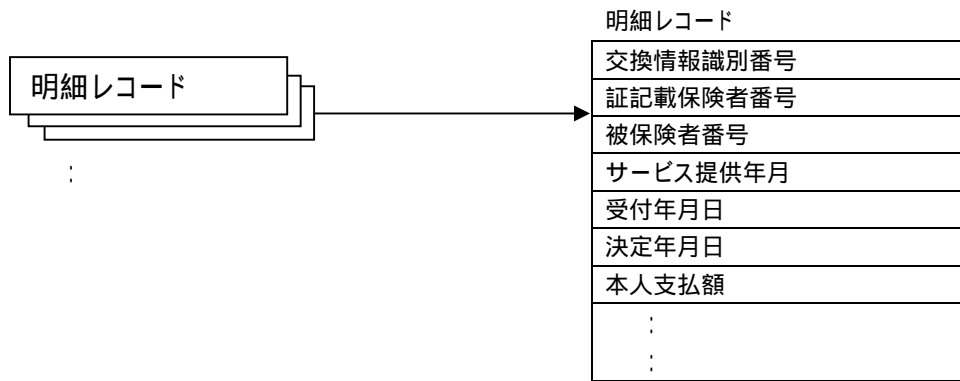 明細レコード
:
明細レコード
交換情報識別番号
証記載保険者番号
被保険者番号
サービス提供年月
受付年月日
決定年月日
本人支払額
:
: